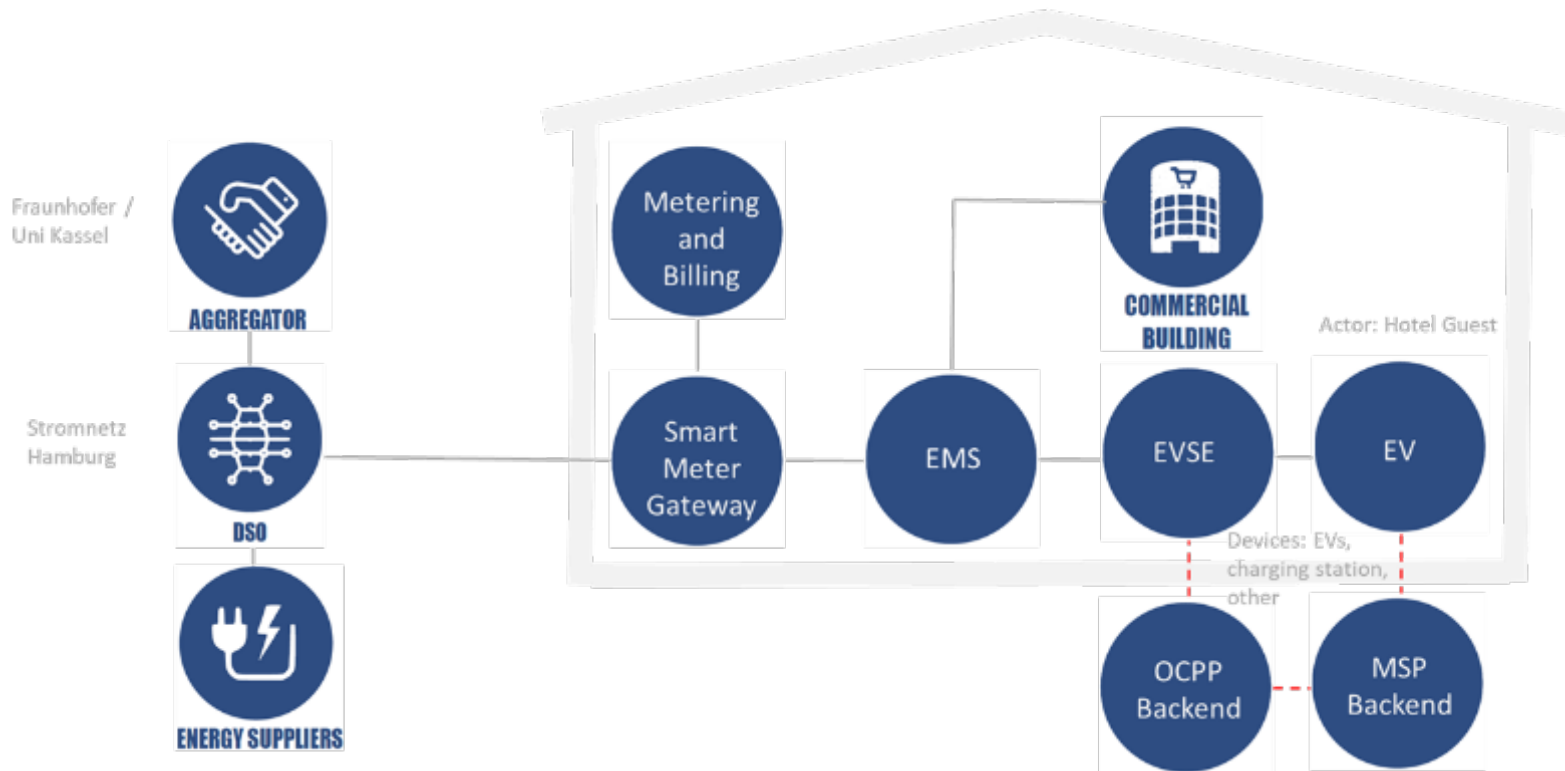 Fraunhofer /
Uni Kassel
AGGREGATOR
Stromnetz
Hamburg
DSO
ENERGY SUPPLIERS
Metering
and
Billing
Smart
Meter
Gateway
EMS
COMMERCIAL
BUILDING
Actor: Hotel Guest
EVSE
EV
Devices: EVs,
charging station,
other
OCPP
Backend
MSP
Backend